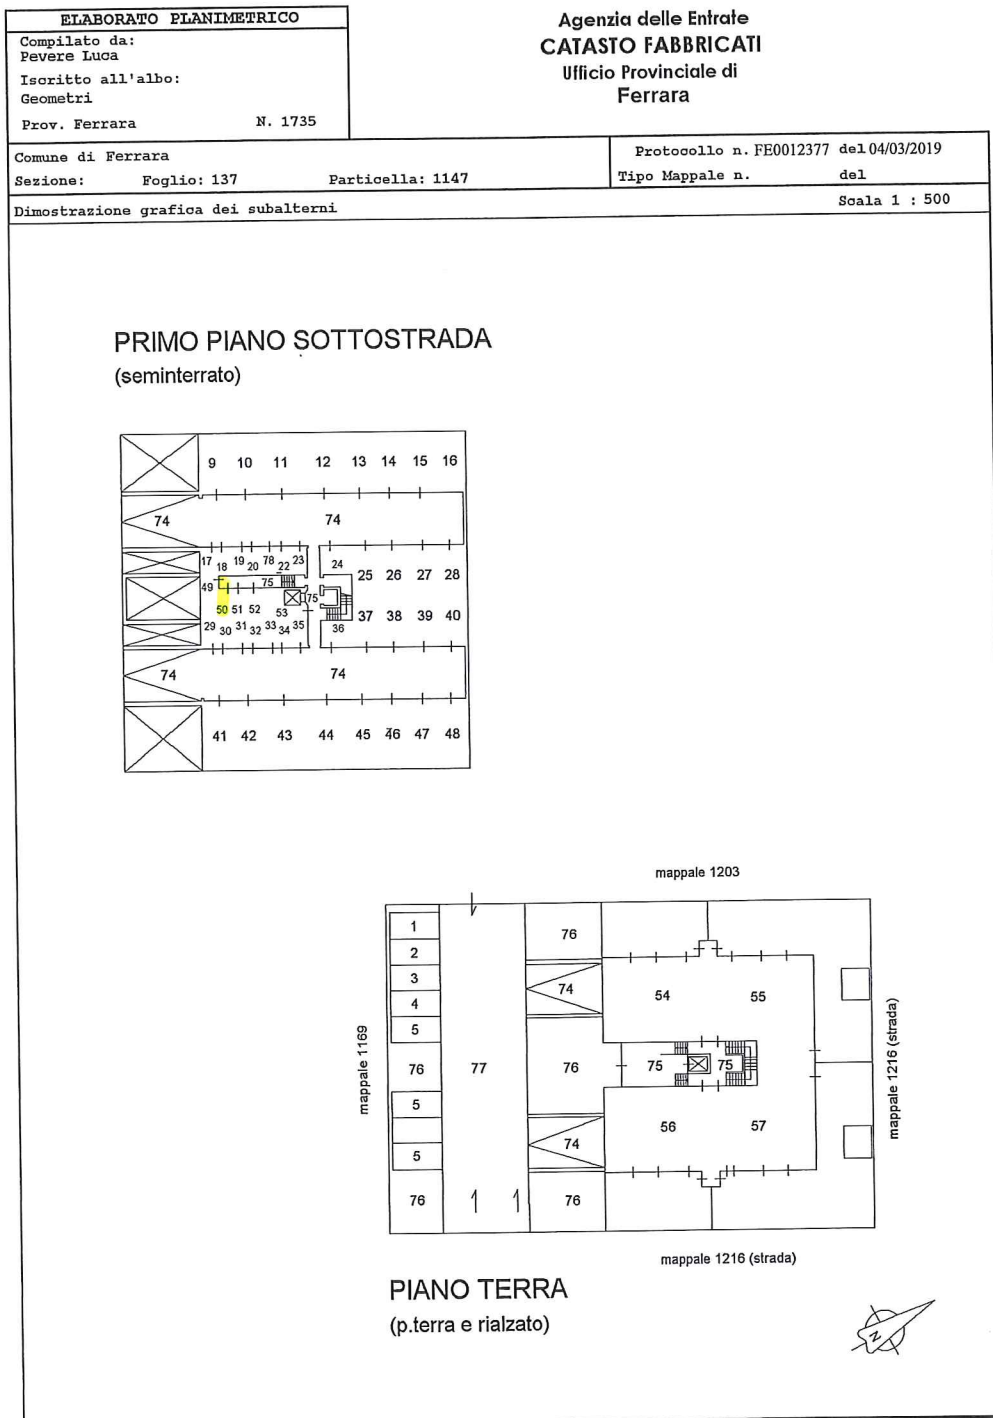 ELABORATO PLANIMETRICO
Compilato da:
Pevere Luca
Iscritto all'albo:
Geometri
Prov. Ferrara N. 1735
Agenzia delle Entrate
CATASTO FABBRICATI
Ufficio Provinciale di
Ferrara
Comune di Ferrara
Sezione: Foglio: 137 Particella: 1147
Protocollo n. FE0012377 del 04/03/2019
Tipo Mappale n. del
Dimostrazione grafica dei subalterni
Scala 1 : 500
PRIMO PIANO SOTTOSTRADA
(seminterrato)
9 10 11 12 13 14 15 16
74 74
17 18 19 20 78 22 23 24
49 75 25 26 27 28
75
50 51 52 53 37 38 39 40
29 30 31 32 33 34 35 36
74 74
41 42 43 44 45 46 47 48
mappale 1203
1 76
2
3 74
4 54 55
5
mappale 1169
76 77 76 75 75
mappale 1216 (strada)
5
56 57
74
5
76 76
mappale 1216 (strada)
PIANO TERRA
(p.terra e rialzato)
N